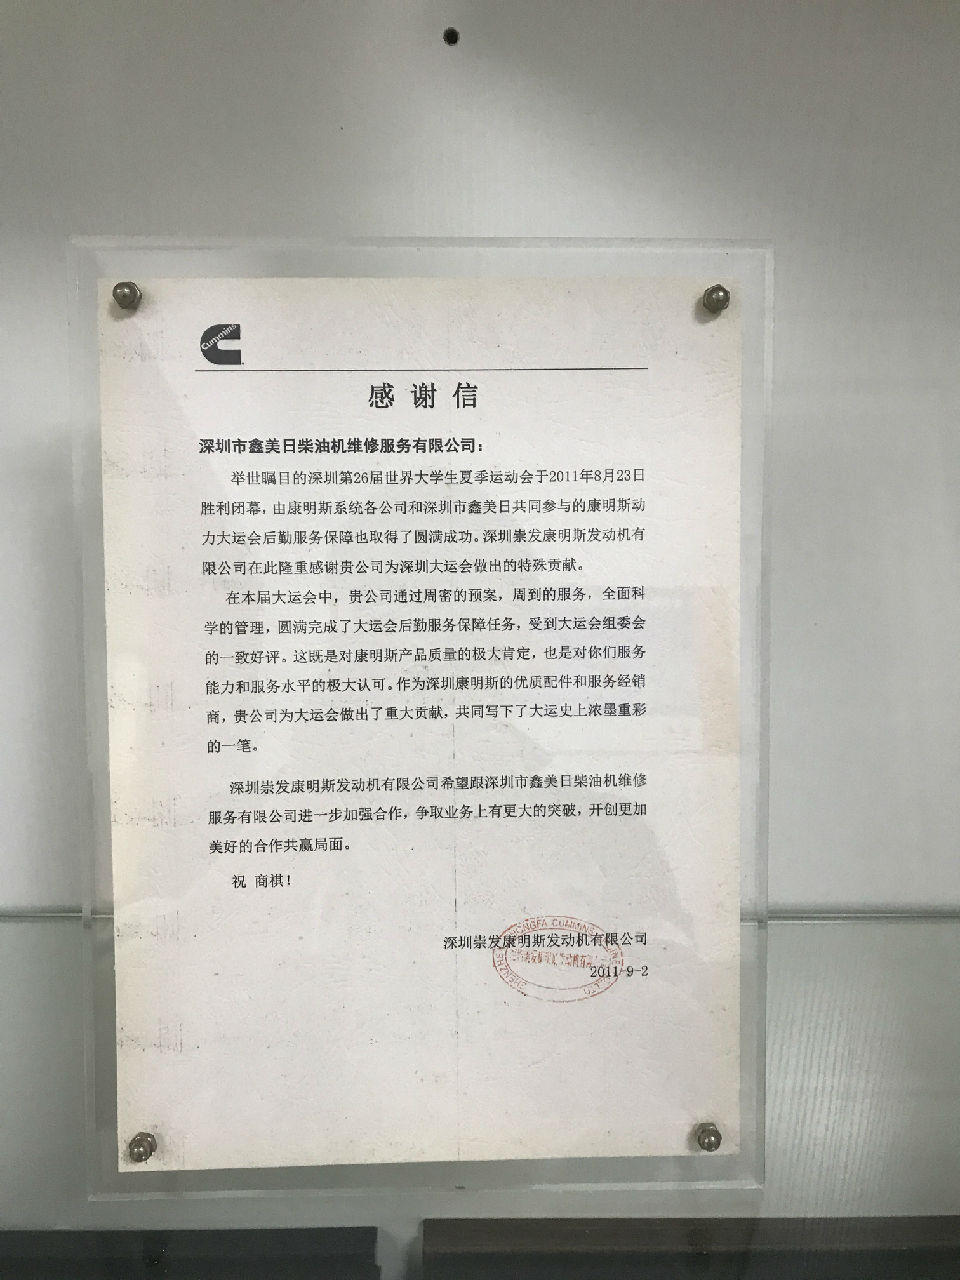 Cummins
感谢信
深圳市鑫美日柴油机维修服务有限公司：
举世瞩目的深圳第26届世界大学生夏季运动会于2011年8月23日
胜利闭幕，由康明斯系统各公司和深圳市鑫美日共同参与的康明斯动
力大运会后勤服务保障也取得了圆满成功。深圳崇发康明斯发动机有
限公司在此隆重感谢贵公司为深圳大运会做出的特殊贡献。
在本届大运会中，贵公司通过周密的预案，周到的服务，全面科
学的管理，圆满完成了大运会后勤服务保障任务，受到大运会组委会
的一致好评。这既是对康明斯产品质量的极大肯定，也是对你们服务
能力和服务水平的极大认可。作为深圳康明斯的优质配件和服务经销
商，贵公司为大运会做出了重大贡献，共同写下了大运史上浓墨重彩
的一笔。
深圳崇发康明斯发动机有限公司希望跟深圳市鑫美日柴油机维修
服务有限公司进一步加强合作，争取业务上有更大的突破，开创更加
美好的合作共赢局面。
祝 商祺！
深圳崇发康明斯发动机有限公司
2011-9-2